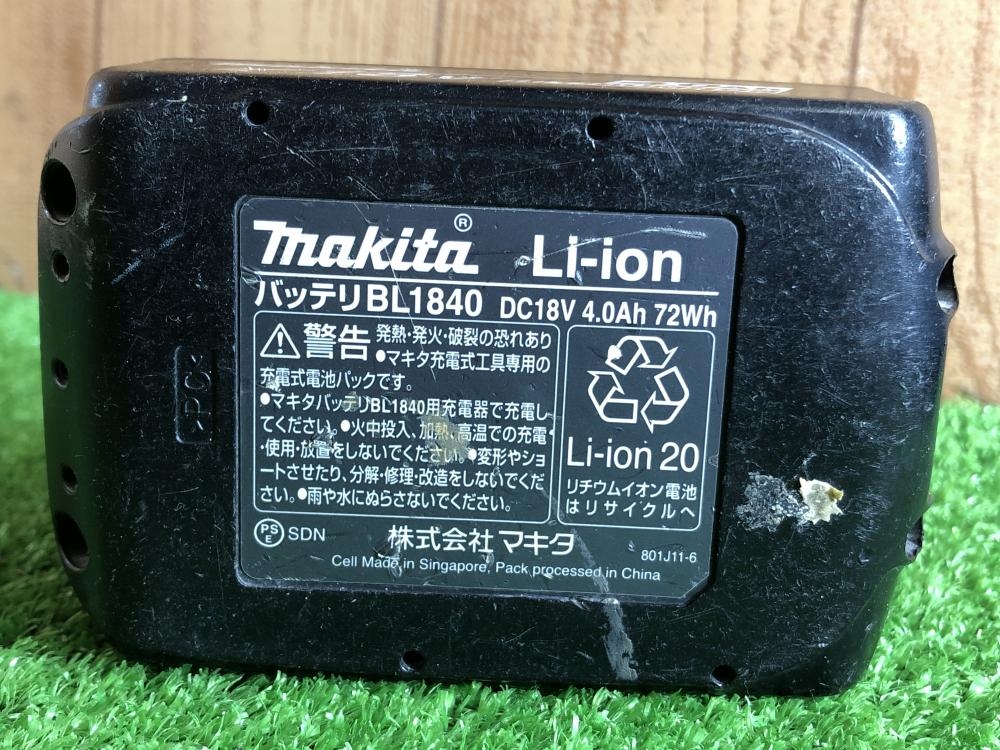 makita® Li-ion
バッテリBL1840 DC18V 4.0Ah 72Wh
警告 発熱・発火・破裂の恐れあり
●マキタ充電式工具専用の
充電式電池パックです。
●マキタバッテリBL1840用充電器で充電し
てください。●火中投入、加熱、高温での充電・
使用・放置をしないでください。●変形やショ
ートさせたり、分解・修理・改造をしないでくだ
さい。●雨や水にぬらさないでください。
Li-ion 20
リチウムイオン電池
はリサイクルへ
PSE SDN
株式会社マキタ
801J11-6
Cell Made in Singapore, Pack processed in China
>PC<